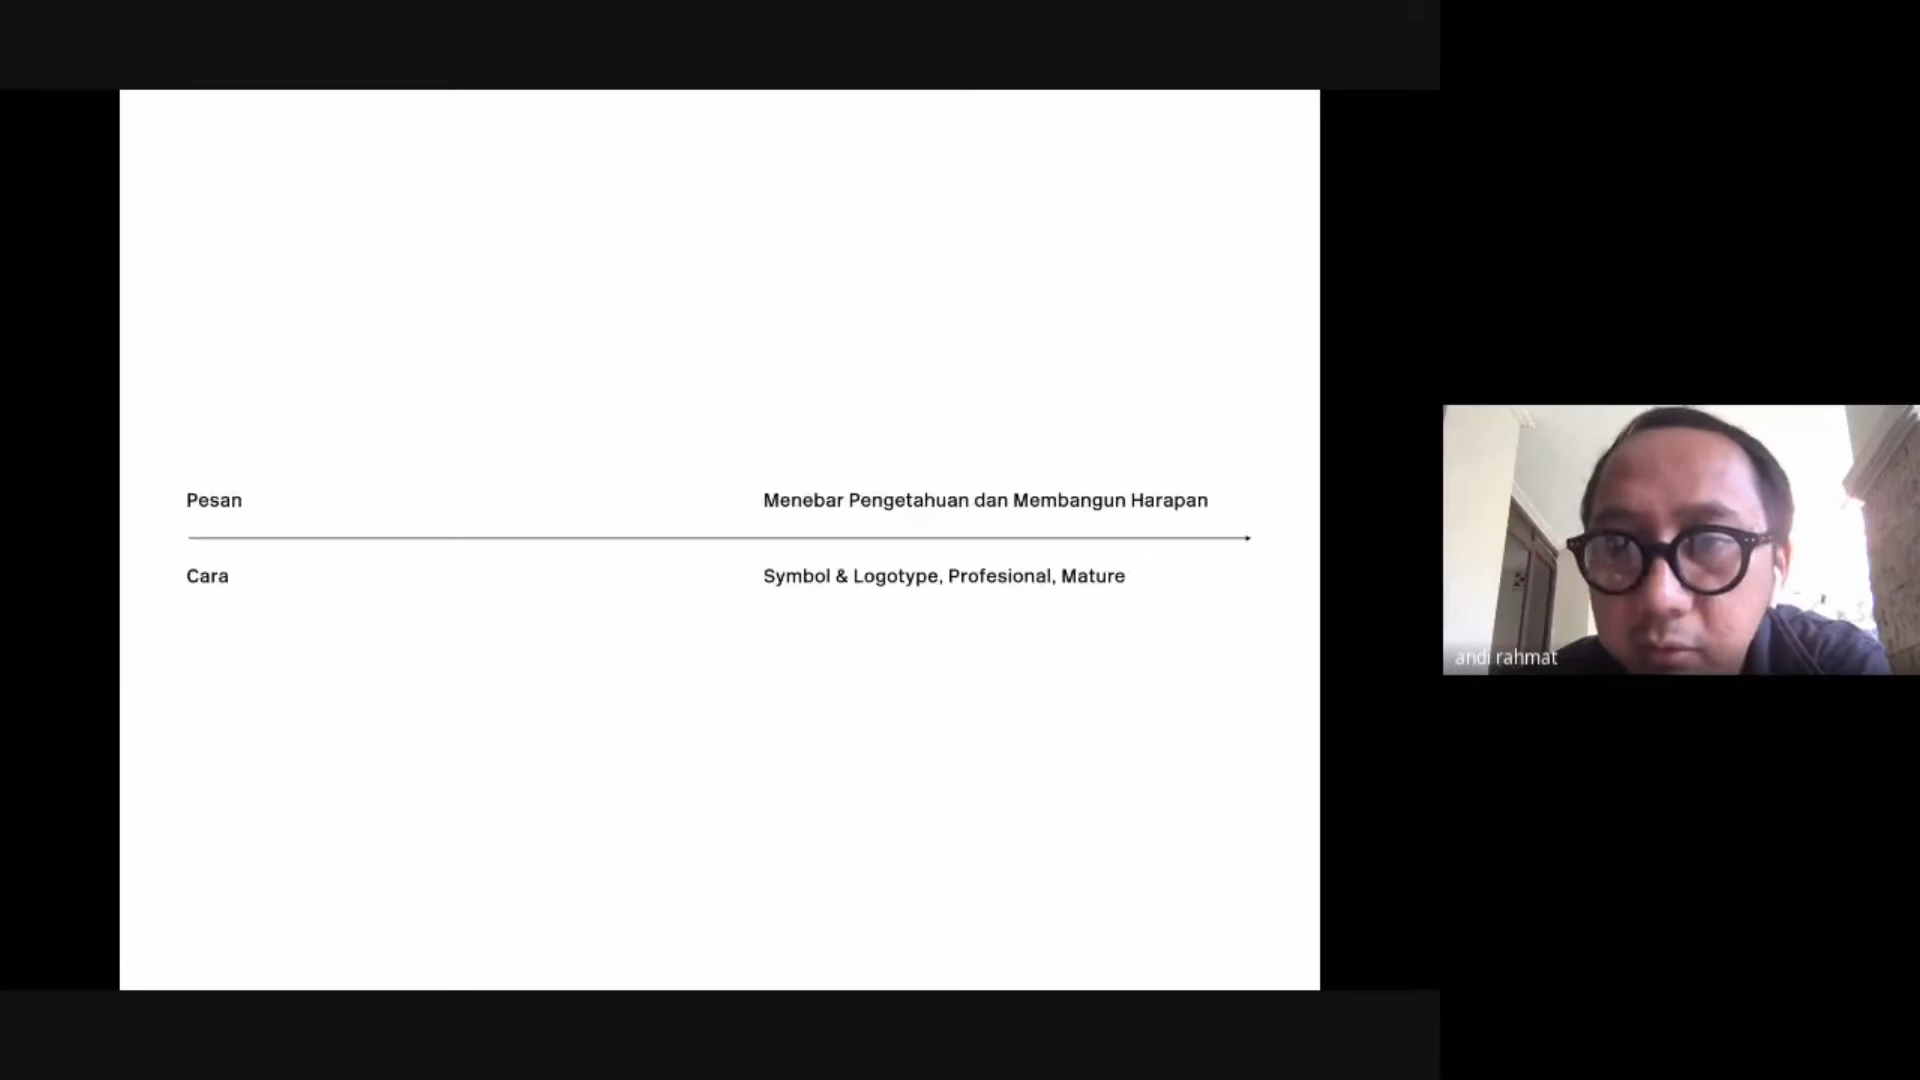 Pesan
Menebar Pengetahuan dan Membangun Harapan
Cara
Symbol & Logotype, Profesional, Mature
andi rahmat